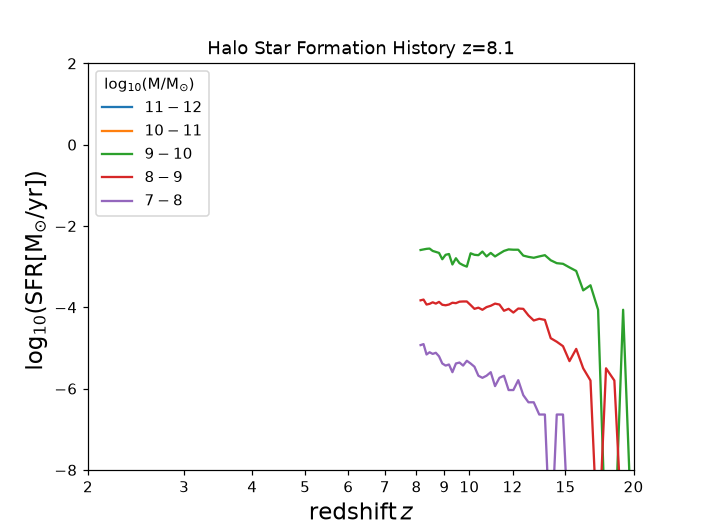 Halo Star Formation History z=8.1
log₁₀(M/M⊙)
11 − 12
10 − 11
9 − 10
8 − 9
7 − 8
log₁₀(SFR[M⊙/yr])
2
0
−2
−4
−6
−8
2 3 4 5 6 7 8 9 10 12 15 20
redshift z